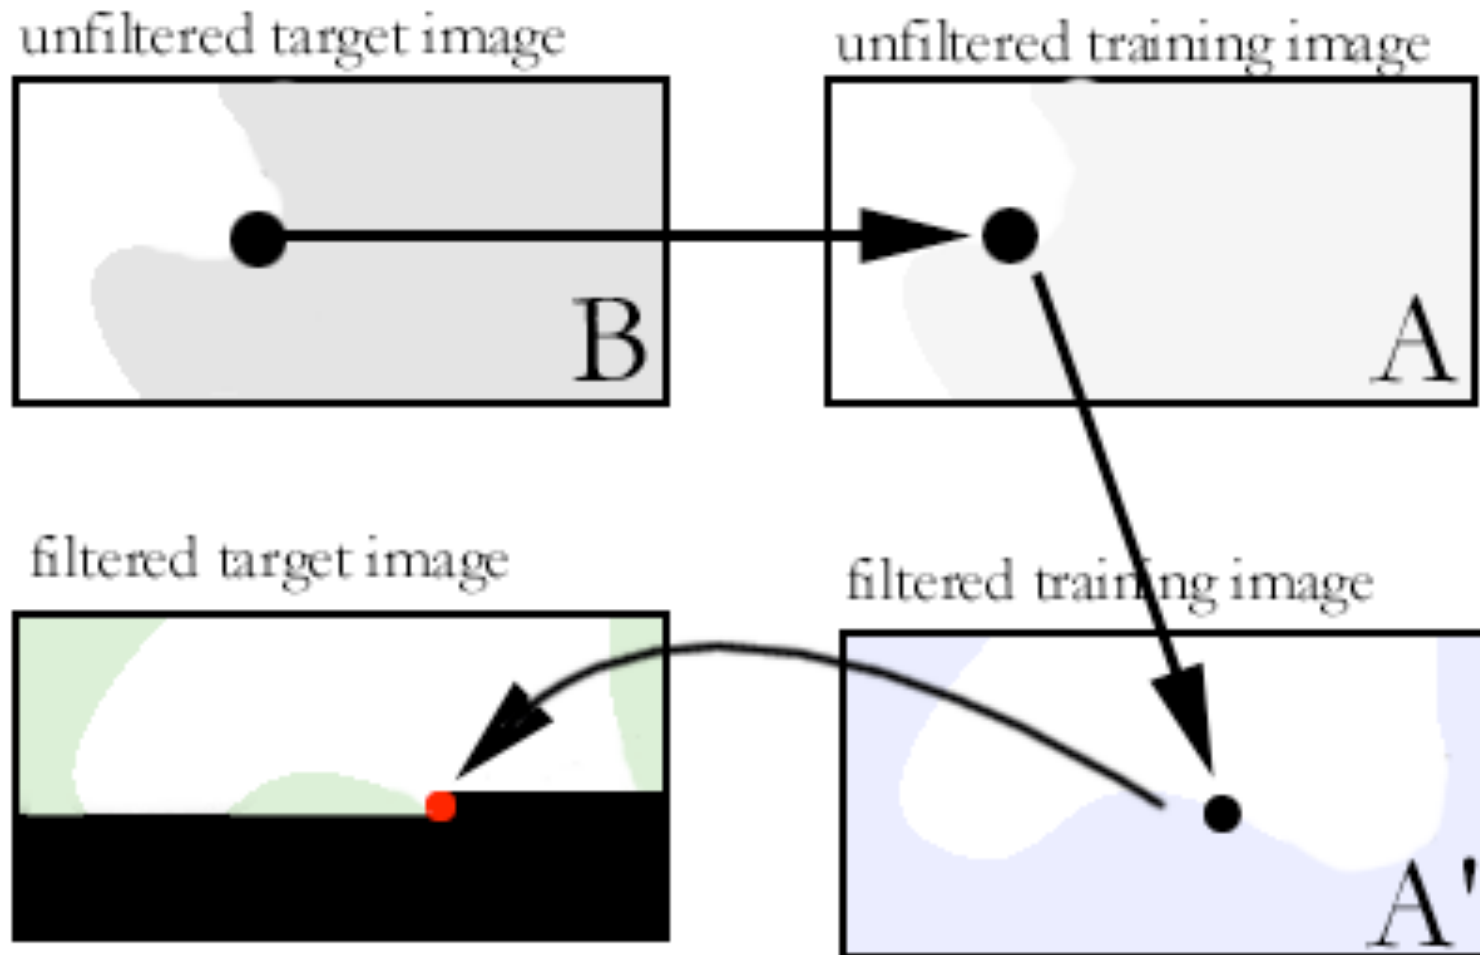 unfiltered target image
unfiltered training image
B
A
filtered target image
filtered training image
A'